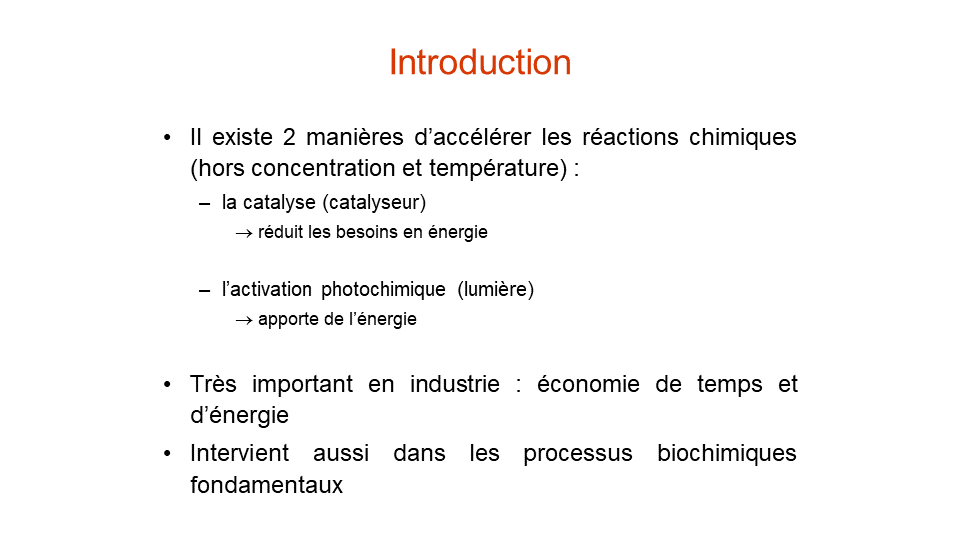 Introduction
• Il existe 2 manières d’accélérer les réactions chimiques
(hors concentration et température) :
– la catalyse (catalyseur)
→ réduit les besoins en énergie
– l’activation photochimique (lumière)
→ apporte de l’énergie
• Très important en industrie : économie de temps et
d’énergie
• Intervient aussi dans les processus biochimiques
fondamentaux